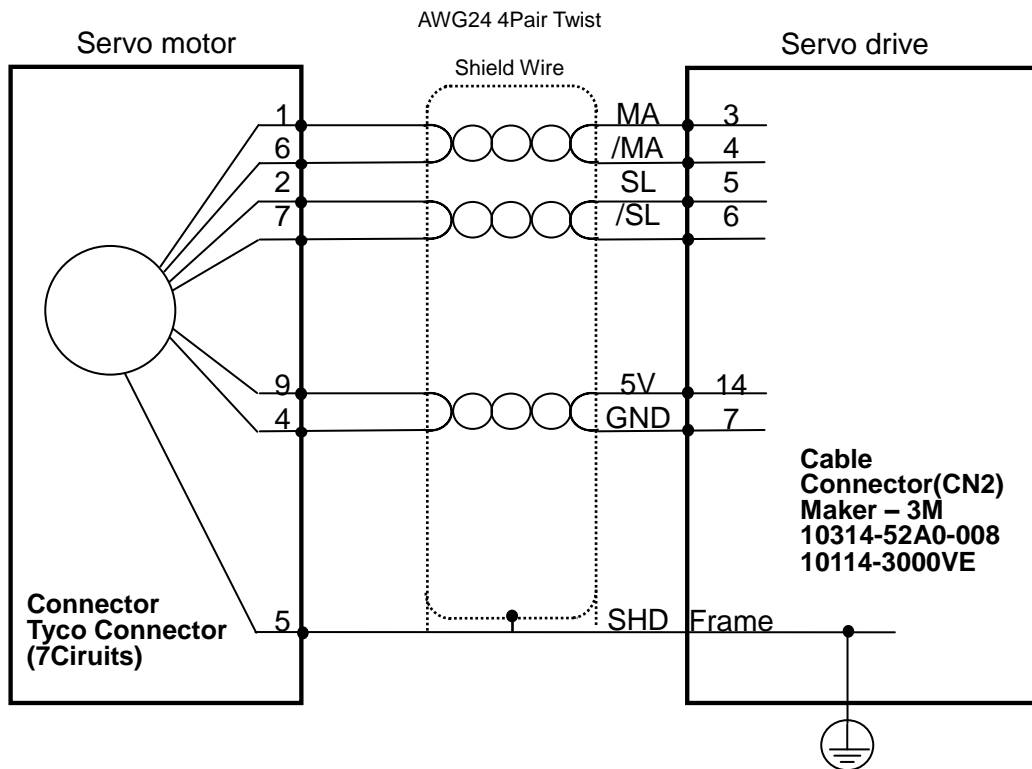 AWG24 4Pair Twist
Servo motor
Servo drive
Shield Wire
1
MA
3
6
/MA
4
2
SL
5
7
/SL
6
9
5V
14
4
GND
7
Cable
Connector(CN2)
Maker – 3M
10314-52A0-008
10114-3000VE
Connector
Tyco Connector
(7Ciruits)
5
SHD
Frame